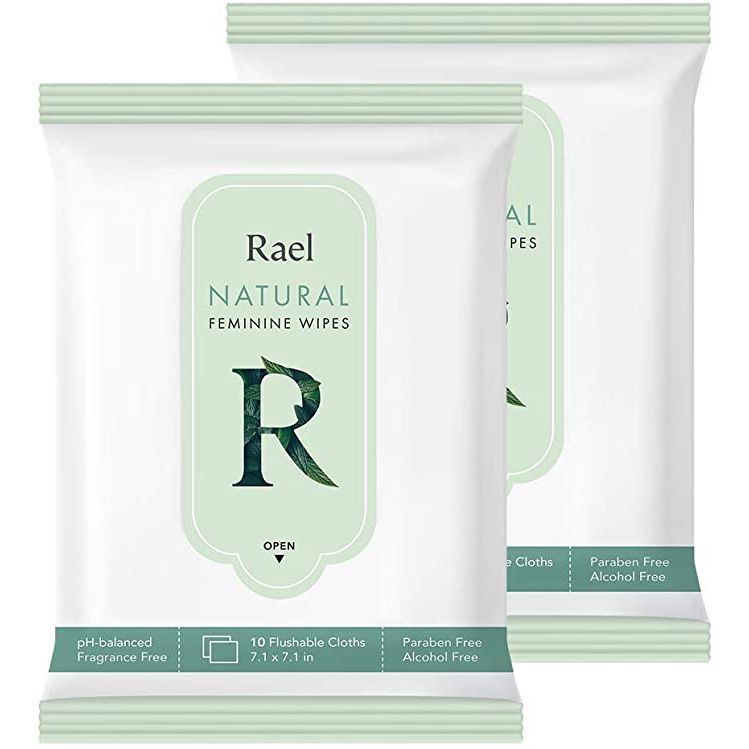 Rael
NATURAL
FEMININE WIPES
R
OPEN
pH-balanced
Fragrance Free
10 Flushable Cloths
7.1 x 7.1 in
Paraben Free
Alcohol Free
Cloths
Paraben Free
Alcohol Free